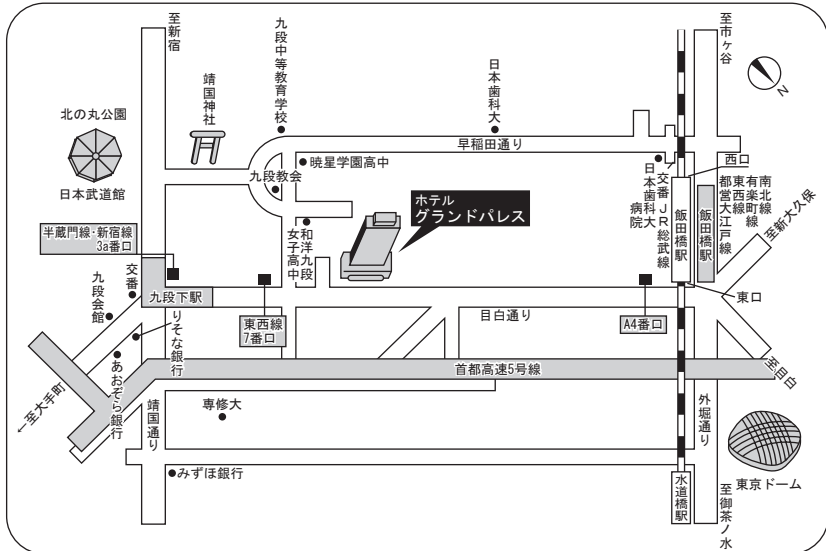 至新宿
九段中等教育学校
至市ヶ谷
北の丸公園
靖国神社
日本歯科大
N
早稲田通り
暁星学園高中
九段教会
日本武道館
西口
交番
日本歯科大
病院
JR総武線
飯田橋駅
飯田橋駅
南北線
有楽町線
東西線
都営大江戸線
至新大久保
ホテル
グランドパレス
和洋九段
女子高中
半蔵門線・新宿線
3a番口
交番
九段会館
九段下駅
東西線
7番口
目白通り
A4番口
東口
りそな銀行
あおぞら銀行
首都高速5号線
至目白
←至大手町
靖国通り
専修大
外堀通り
みずほ銀行
水道橋駅
東京ドーム
至御茶ノ水